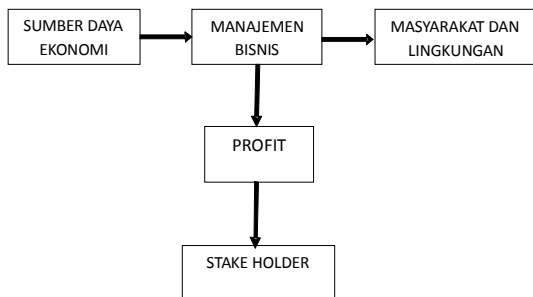 SUMBER DAYA
EKONOMI
MANAJEMEN
BISNIS
MASYARAKAT DAN
LINGKUNGAN
PROFIT
STAKE HOLDER